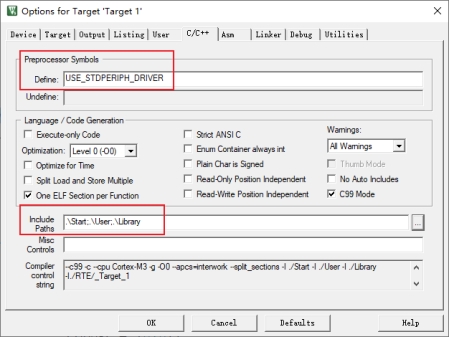 Options for Target 'Target 1'
Device Target Output Listing User C/C++ Asm Linker Debug Utilities
Preprocessor Symbols
Define: USE_STDPERIPH_DRIVER
Undefine:
Language / Code Generation
Execute-only Code
Strict ANSI C
Warnings:
Optimization: Level 0 (-O0)
Enum Container always int
All Warnings
Optimize for Time
Plain Char is Signed
Thumb Mode
Split Load and Store Multiple
Read-Only Position Independent
No Auto Includes
One ELF Section per Function
Read-Write Position Independent
C99 Mode
Include
Paths
.\Start;.\User;.\Library
...
Misc
Controls
Compiler
control
string
--c99 -c --cpu Cortex-M3 -g -O0 --apcs=interwork --split_sections -I ./Start -I ./User -I ./Library
-I./RTE/_Target_1
OK Cancel Defaults Help